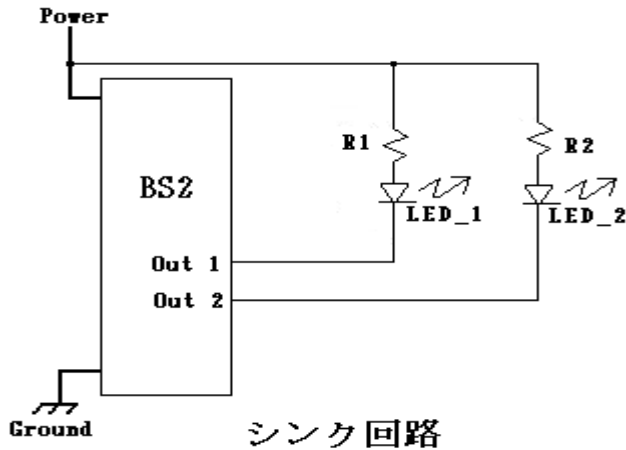 Power
R1
R2
BS2
LED_1
LED_2
Out 1
Out 2
Ground
シンク回路